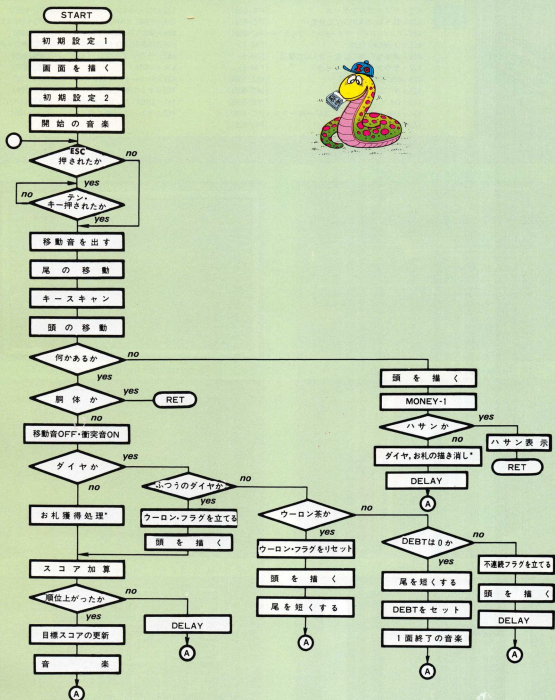 START
初期設定1
画面を描く
初期設定2
開始の音楽
ESC
押されたか
no
yes
テン・
キー押されたか
no
yes
移動音を出す
尾の移動
キースキャン
頭の移動
何かあるか
no
yes
胴体か
yes
RET
no
移動音OFF・衝突音ON
ダイヤか
yes
no
お札獲得処理*
スコア加算
順位上がったか
no
yes
目標スコアの更新
音楽
A
DELAY
A
ふつうのダイヤか
no
yes
ウーロン・フラグを立てる
頭を描く
ウーロン茶か
no
yes
ウーロン・フラグをリセット
頭を描く
尾を短くする
A
頭を描く
MONEY-1
ハサンか
yes
no
ハサン表示
RET
ダイヤ,お札の描き消し*
DELAY
A
DEBTは0か
no
yes
尾を短くする
DEBTをセット
1面終了の音楽
A
不連続フラグを立てる
頭を描く
DELAY
A